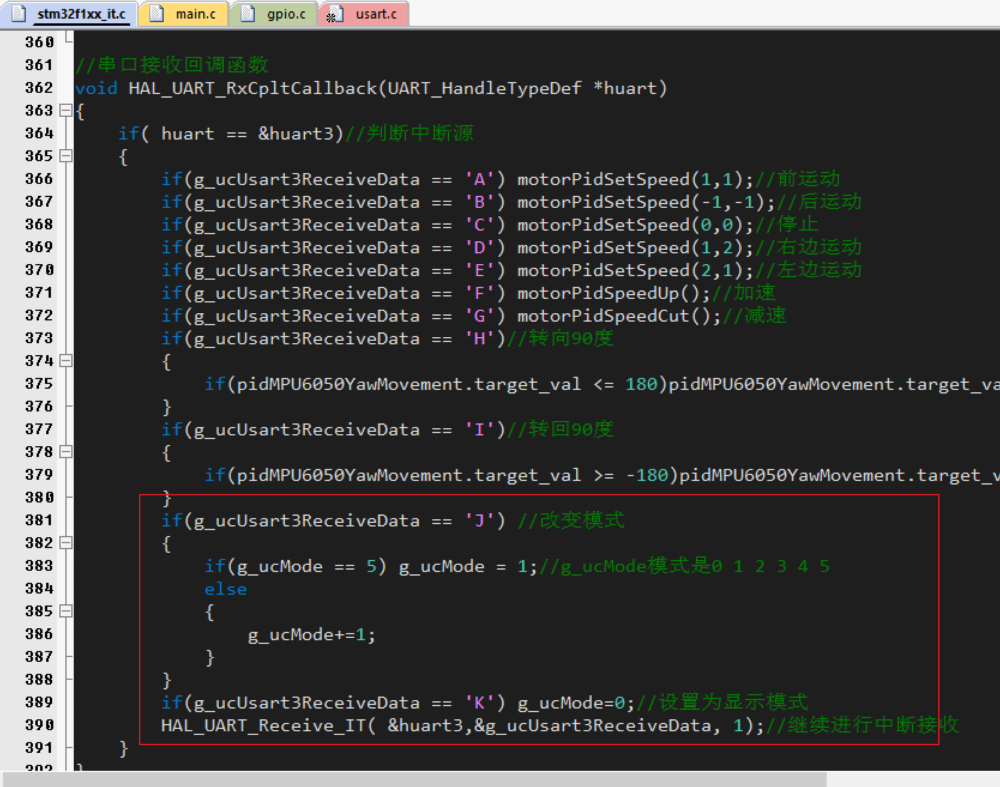 stm32f1xx_it.c main.c gpio.c usart.c
360
361 //串口接收回调函数
362 void HAL_UART_RxCpltCallback(UART_HandleTypeDef *huart)
363 {
364 if( huart == &huart3)//判断中断源
365 {
366 if(g_ucUsart3ReceiveData == 'A') motorPidSetSpeed(1,1);//前运动
367 if(g_ucUsart3ReceiveData == 'B') motorPidSetSpeed(-1,-1);//后运动
368 if(g_ucUsart3ReceiveData == 'C') motorPidSetSpeed(0,0);//停止
369 if(g_ucUsart3ReceiveData == 'D') motorPidSetSpeed(1,2);//右边运动
370 if(g_ucUsart3ReceiveData == 'E') motorPidSetSpeed(2,1);//左边运动
371 if(g_ucUsart3ReceiveData == 'F') motorPidSpeedUp();//加速
372 if(g_ucUsart3ReceiveData == 'G') motorPidSpeedCut();//减速
373 if(g_ucUsart3ReceiveData == 'H')//转向90度
374 {
375 if(pidMPU6050YawMovement.target_val <= 180)pidMPU6050YawMovement.target_va
376 }
377 if(g_ucUsart3ReceiveData == 'I')//转回90度
378 {
379 if(pidMPU6050YawMovement.target_val >= -180)pidMPU6050YawMovement.target_v
380 }
381 if(g_ucUsart3ReceiveData == 'J') //改变模式
382 {
383 if(g_ucMode == 5) g_ucMode = 1;//g_ucMode模式是0 1 2 3 4 5
384 else
385 {
386 g_ucMode+=1;
387 }
388 }
389 if(g_ucUsart3ReceiveData == 'K') g_ucMode=0;//设置为显示模式
390 HAL_UART_Receive_IT( &huart3,&g_ucUsart3ReceiveData, 1);//继续进行中断接收
391 }
392 }